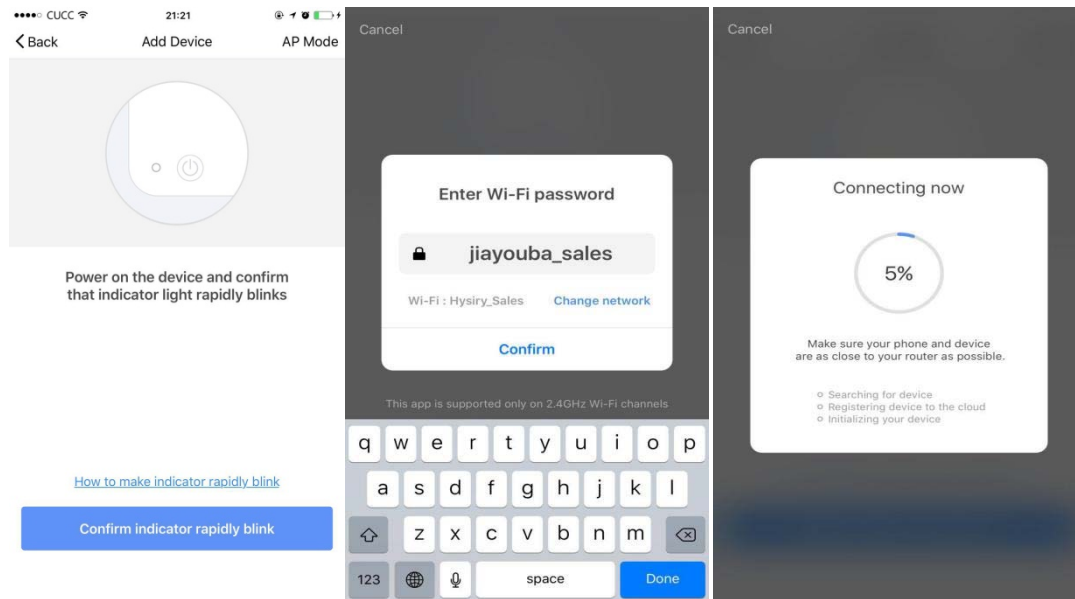 CUCC 21:21
Back Add Device AP Mode
Power on the device and confirm
that indicator light rapidly blinks
How to make indicator rapidly blink
Confirm indicator rapidly blink
Cancel
Enter Wi-Fi password
jiayouba_sales
Wi-Fi : Hysiry_Sales Change network
Confirm
This app is supported only on 2.4GHz Wi-Fi channels
q w e r t y u i o p
a s d f g h j k l
z x c v b n m
123 space Done
Cancel
Connecting now
5%
Make sure your phone and device
are as close to your router as possible.
Searching for device
Registering device to the cloud
Initializing your device